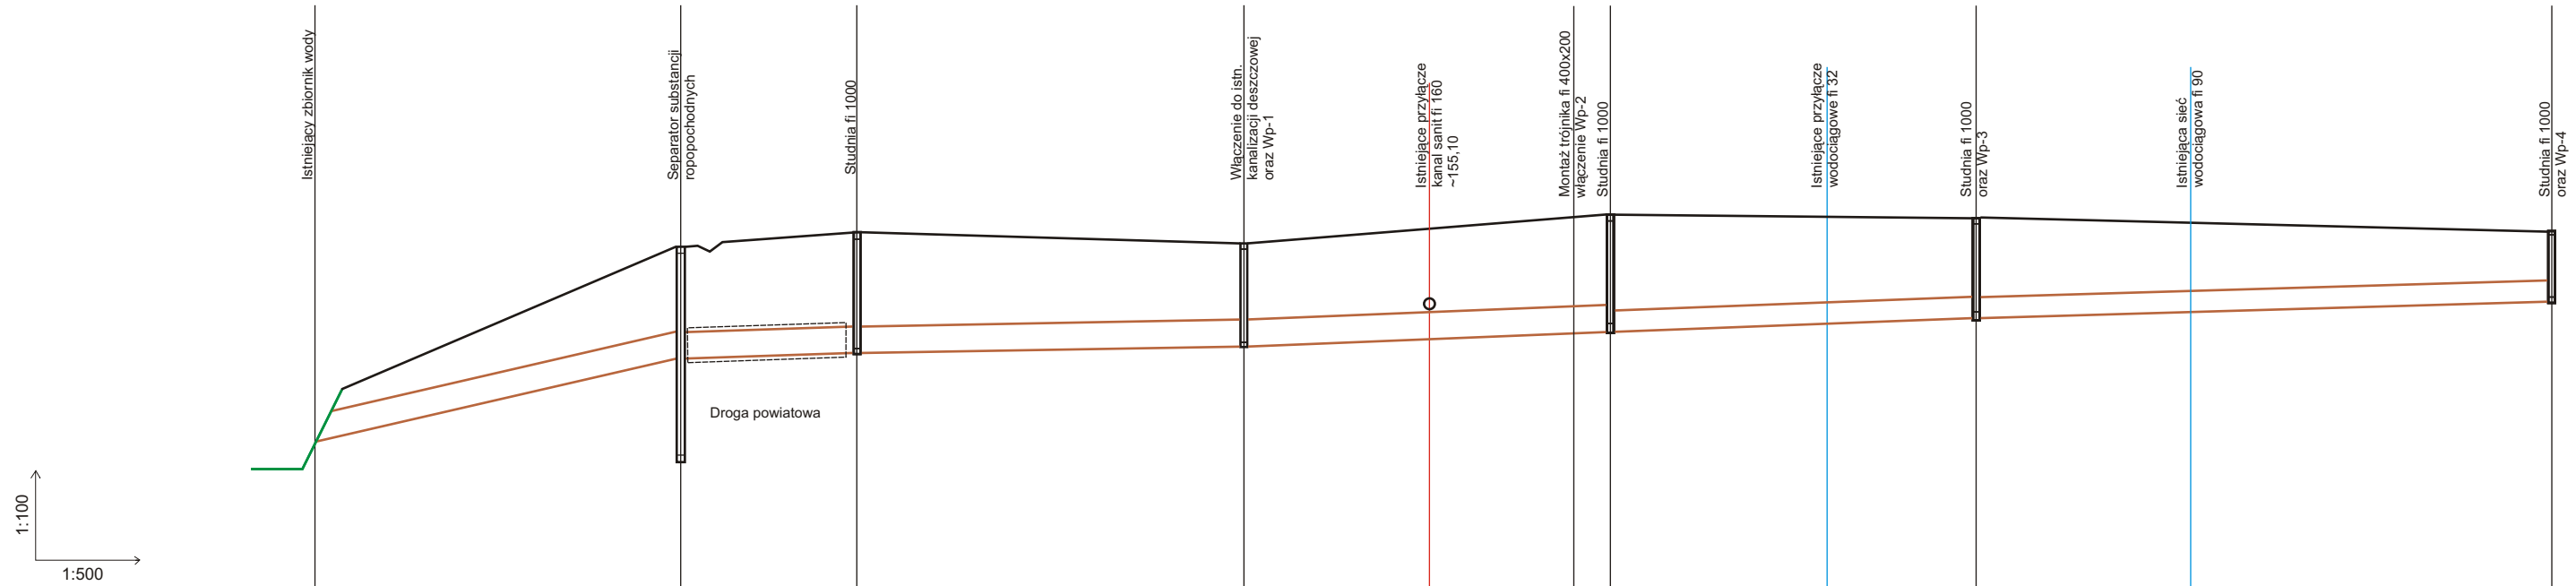 Istniejący zbiornik wody
Separator substancji
ropopochodnych
Studnia fi 1000
Włączenie do istn.
kanalizacji deszczowej
oraz Wp-1
Istniejące przyłącze
kanal sanit fi 160
~155,10
Montaż trójnika fi 400x200
włączenie Wp-2
Studnia fi 1000
Istniejące przyłącze
wodociągowe fi 32
Studnia fi 1000
oraz Wp-3
Istniejąca sieć
wodociągowa fi 90
Studnia fi 1000
oraz Wp-4
Droga powiatowa
1:100
1:500